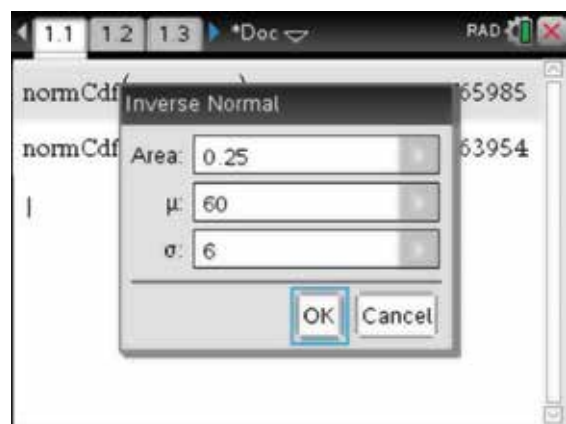 1.1 1.2 1.3 *Doc RAD
normCdf( 65985
Inverse Normal
normCdf 63954
Area: 0.25
μ: 60
σ: 6
OK Cancel